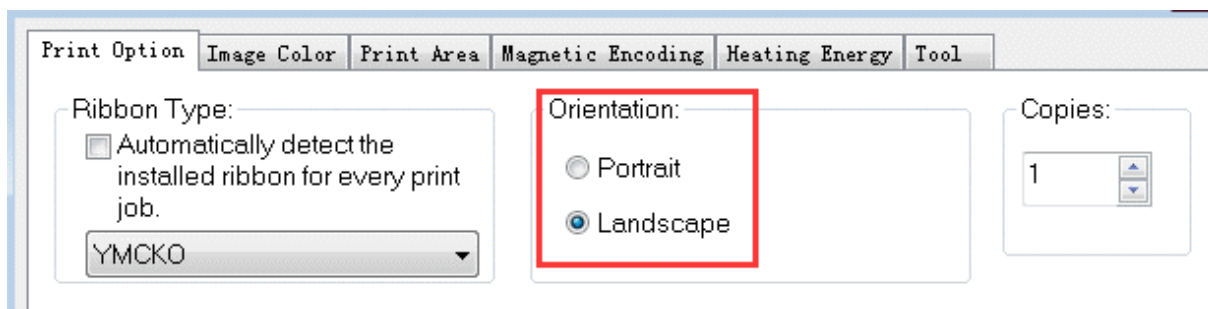 Print Option Image Color Print Area Magnetic Encoding Heating Energy Tool
Ribbon Type:
Automatically detect the
installed ribbon for every print
job.
YMCKO
Orientation:
Portrait
Landscape
Copies:
1